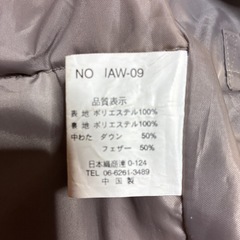 NO IAW-09
品質表示
表地 ポリエステル100%
裏地 ポリエステル100%
中わた ダウン 50%
フェザー 50%
日本繊品連0-124
TEL 06-6261-3489
中国製